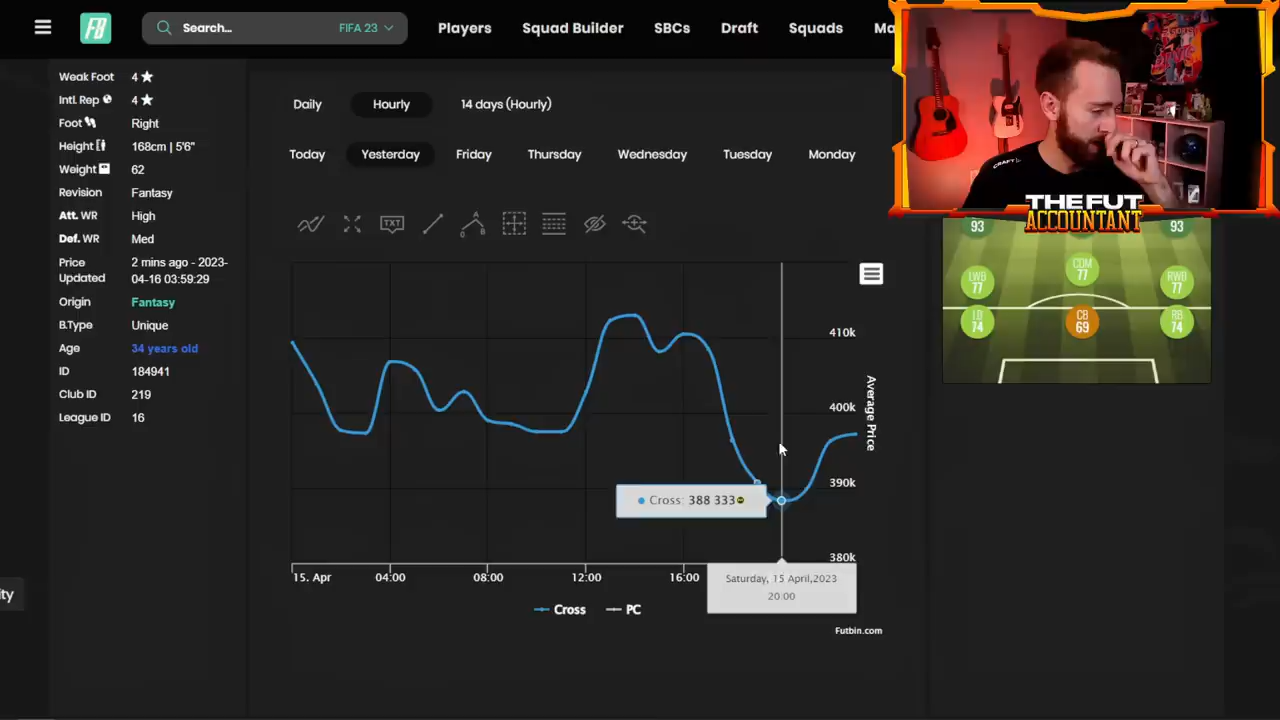 FB
Search...
FIFA 23
Players
Squad Builder
SBCs
Draft
Squads
Ma
Weak Foot 4
Intl. Rep 4
Foot Right
Height 168cm | 5'6"
Weight 62
Revision Fantasy
Att. WR High
Def. WR Med
Price Updated 2 mins ago - 2023-04-16 03:59:29
Origin Fantasy
B.Type Unique
Age 34 years old
ID 184941
Club ID 219
League ID 16
ity
Daily
Hourly
14 days (Hourly)
Today
Yesterday
Friday
Thursday
Wednesday
Tuesday
Monday
TXT
410k
400k
390k
380k
Average Price
Cross: 388 333
15. Apr
04:00
08:00
12:00
16:00
Saturday, 15 April,2023
20:00
Cross
PC
Futbin.com
CRAFT
THE FUT
ACCOUNTANT
93
93
LWB
77
CDM
77
RWB
77
LB
74
CB
69
RB
74